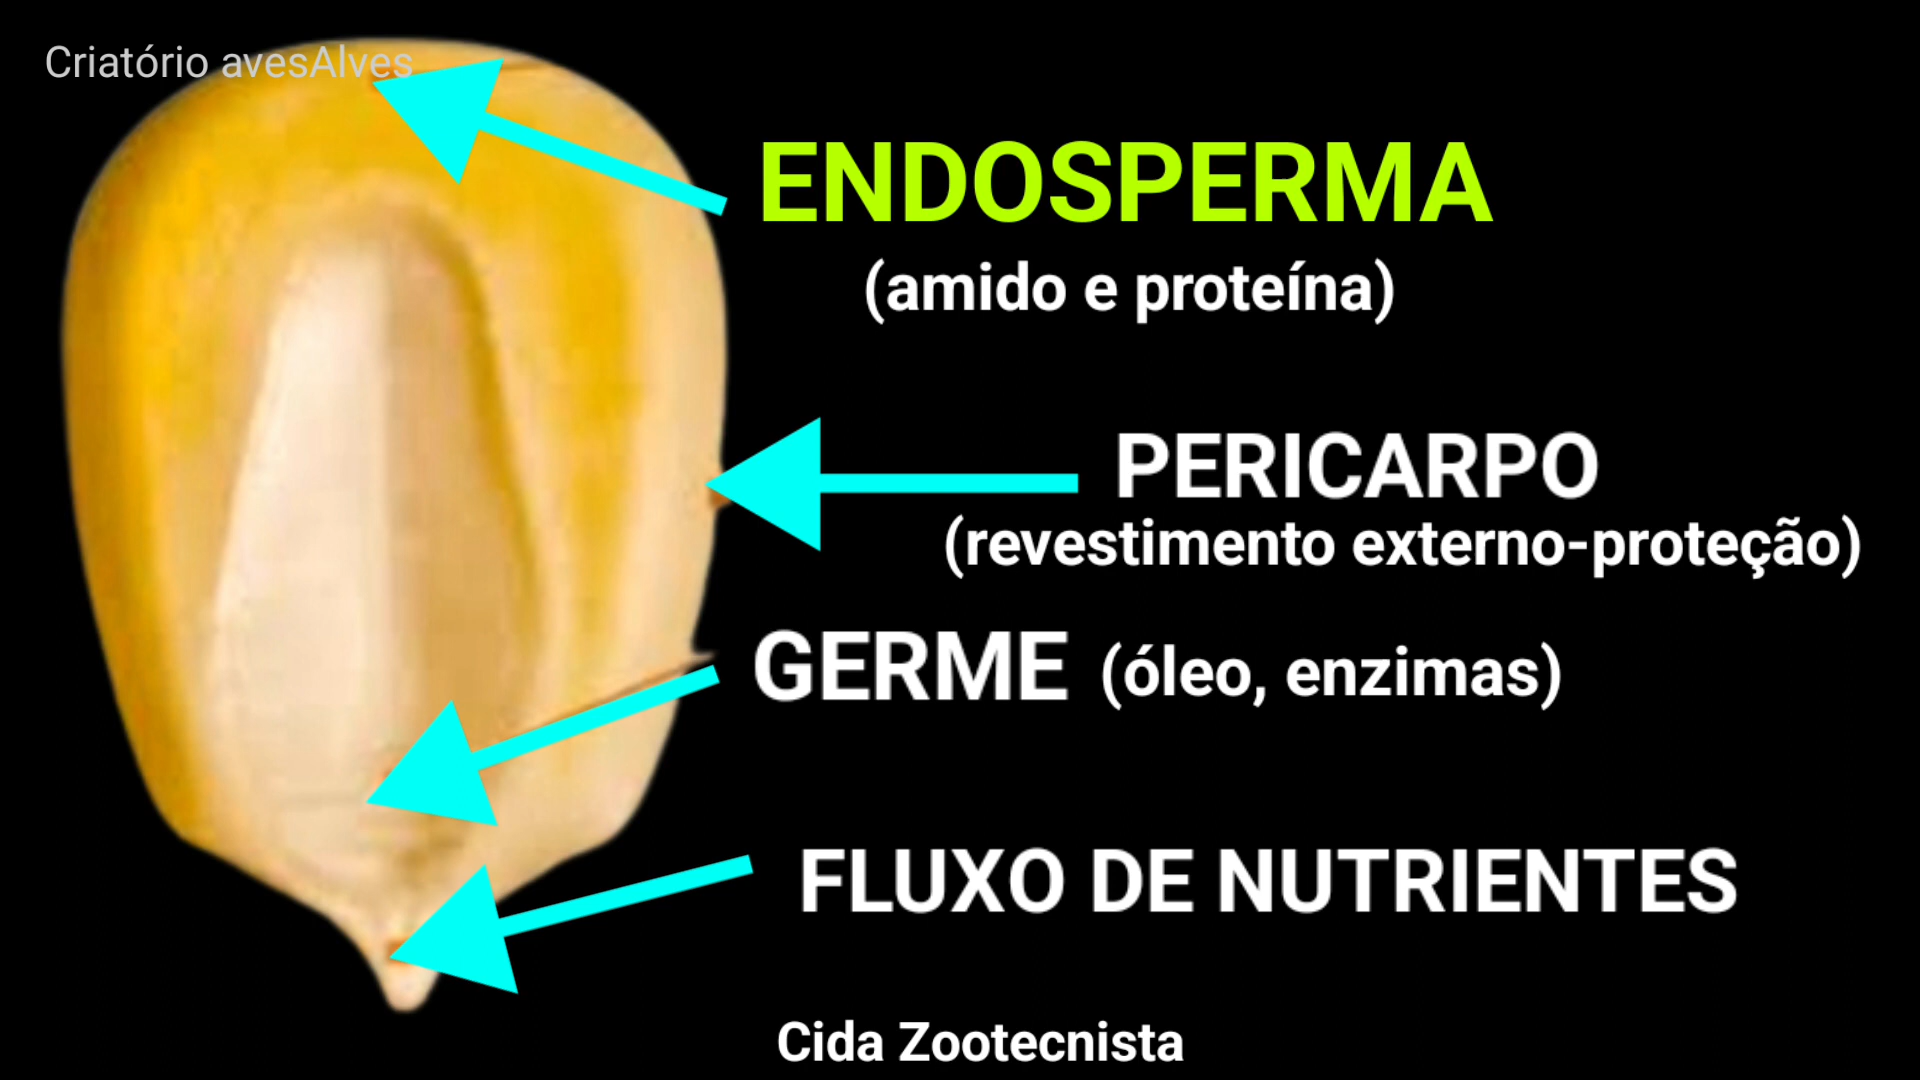 Criatório avesAlves
ENDOSPERMA
(amido e proteína)
PERICARPO
(revestimento externo-proteção)
GERME (óleo, enzimas)
FLUXO DE NUTRIENTES
Cida Zootecnista